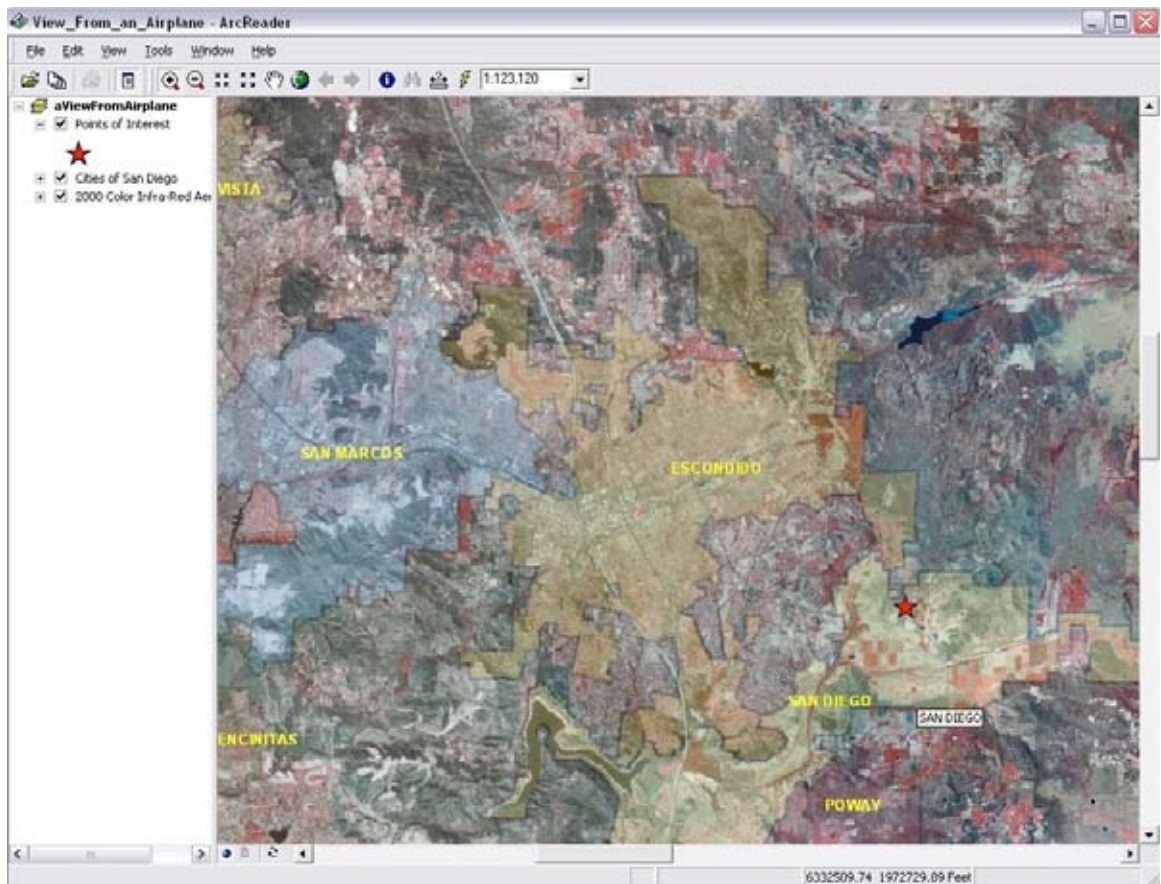 View_From_an_Airplane - ArcReader
File Edit View Tools Window Help
1:123,120
aViewFromAirplane
Points of Interest
Cities of San Diego
2000 Color Infra-Red Aer
VISTA
SAN MARCOS
ESCONDIDO
SAN DIEGO
SAN DIEGO
ENCINITAS
POWAY
6332509.74 1972729.09 Feet